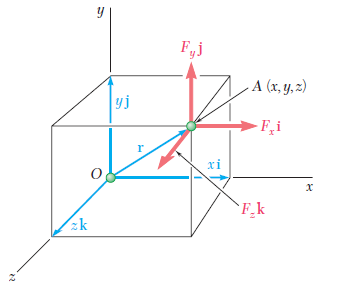 y
F_y j
A (x, y, z)
y j
F_x i
r
x i
O
x
F_z k
z k
z